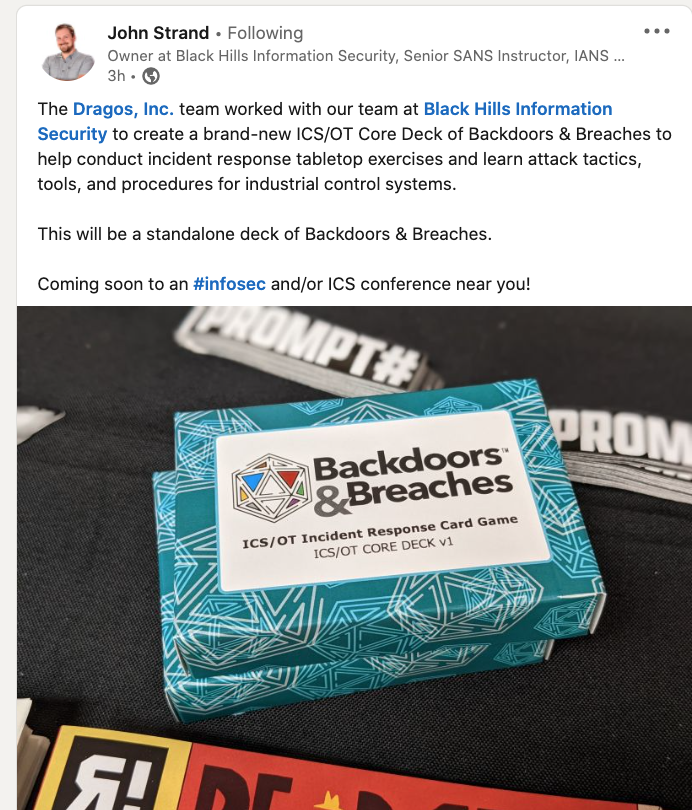 John Strand • Following
Owner at Black Hills Information Security, Senior SANS Instructor, IANS ...
3h •
The Dragos, Inc. team worked with our team at Black Hills Information
Security to create a brand-new ICS/OT Core Deck of Backdoors & Breaches to
help conduct incident response tabletop exercises and learn attack tactics,
tools, and procedures for industrial control systems.
This will be a standalone deck of Backdoors & Breaches.
Coming soon to an #infosec and/or ICS conference near you!
PROMPT#
PROM
Backdoors™
&Breaches
ICS/OT Incident Response Card Game
ICS/OT CORE DECK v1